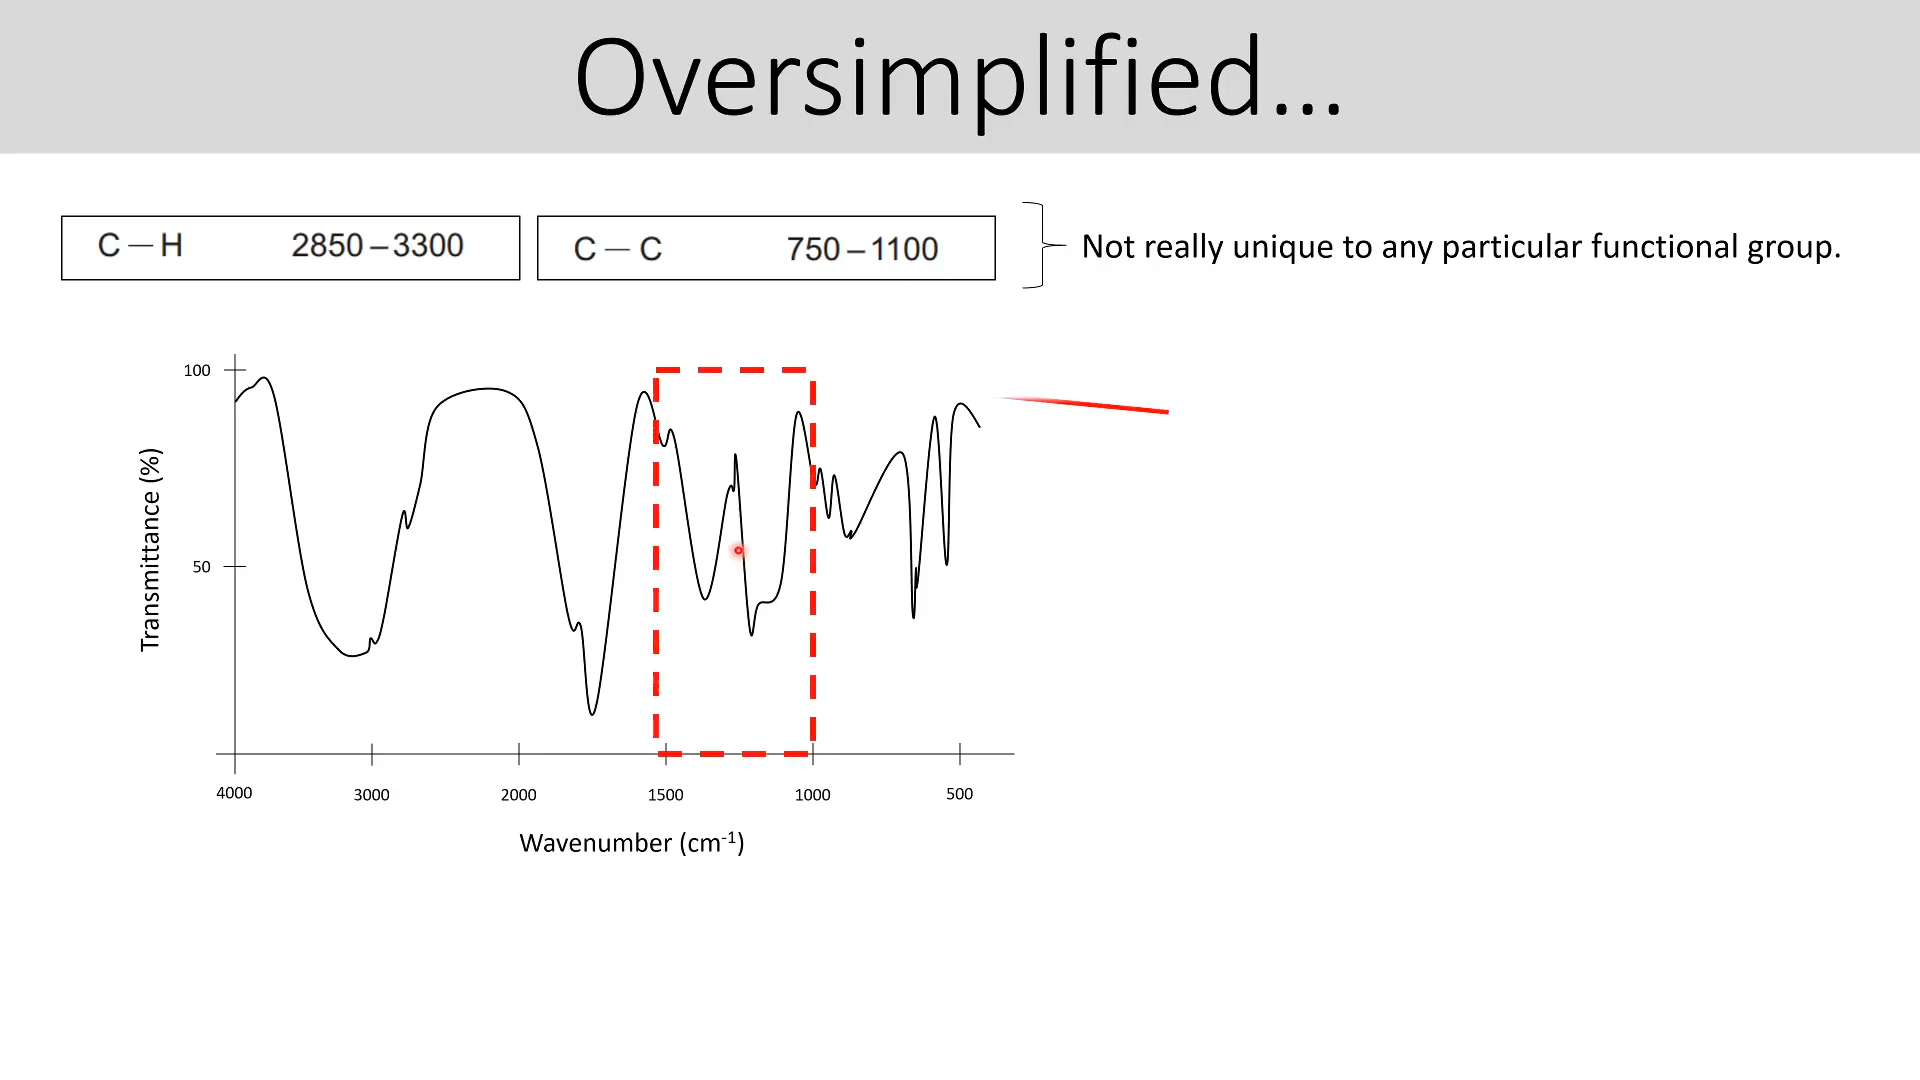 Oversimplified...
C — H 2850 – 3300
C — C 750 – 1100
Not really unique to any particular functional group.
100
50
Transmittance (%)
4000 3000 2000 1500 1000 500
Wavenumber (cm⁻¹)